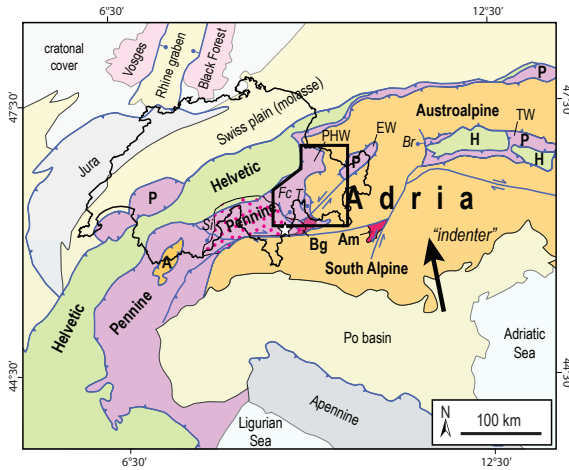 6°30'
12°30'
cratonal
cover
Vosges
Rhine graben
Black Forest
47°30'
47°30'
P
Swiss plain (molasse)
Austroalpine
TW
PHW
EW
Br
H
P
H
Jura
Helvetic
P
P
Fc T
Adria
Si
Pennine
Bg
Am
"indenter"
A
South Alpine
Pennine
Helvetic
Po basin
Adriatic
Sea
44°30'
44°30'
Apennine
Ligurian
Sea
N
100 km
6°30'
12°30'